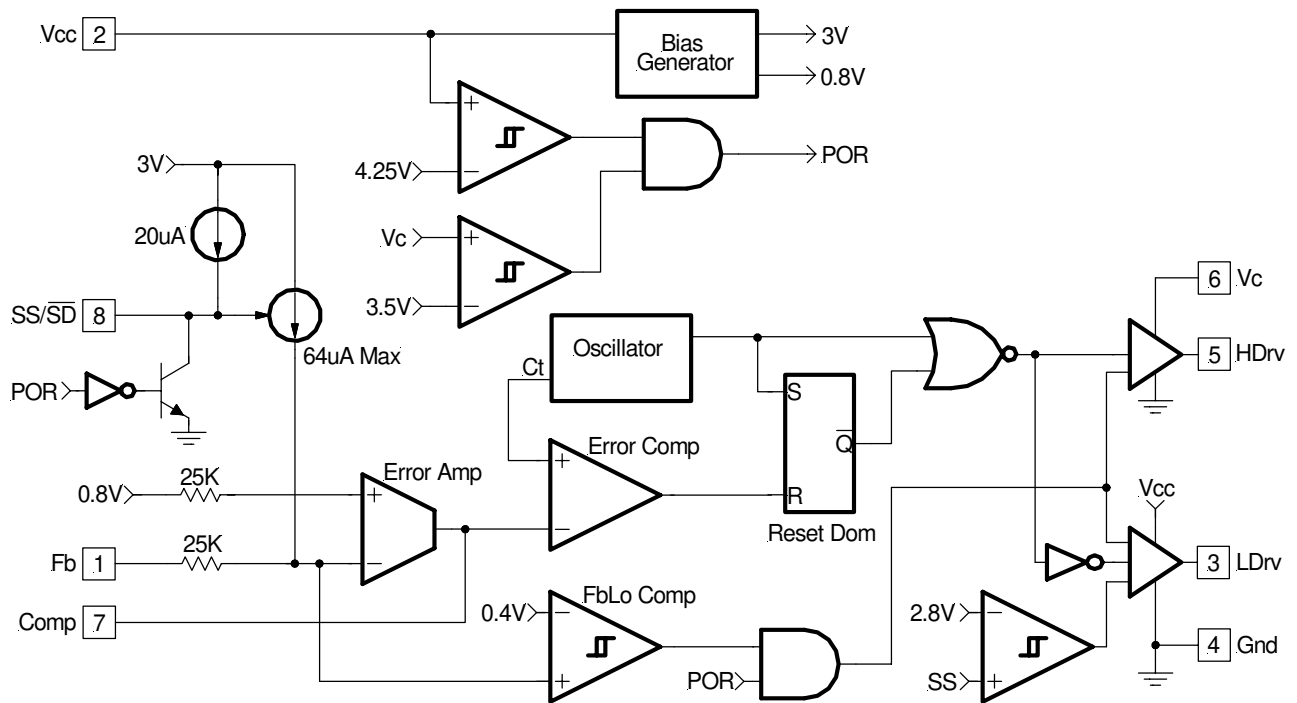 Vcc 2
Bias
Generator
3V
0.8V
+
−
4.25V
POR
3V
20uA
Vc
+
−
3.5V
SS/SD 8
64uA Max
POR
6 Vc
5 HDrv
Oscillator
Ct
S
Q
R
Reset Dom
Error Comp
+
−
Error Amp
+
−
0.8V
25K
25K
Fb 1
Comp 7
FbLo Comp
0.4V
−
+
POR
Vcc
3 LDrv
2.8V
−
4 Gnd
SS
+